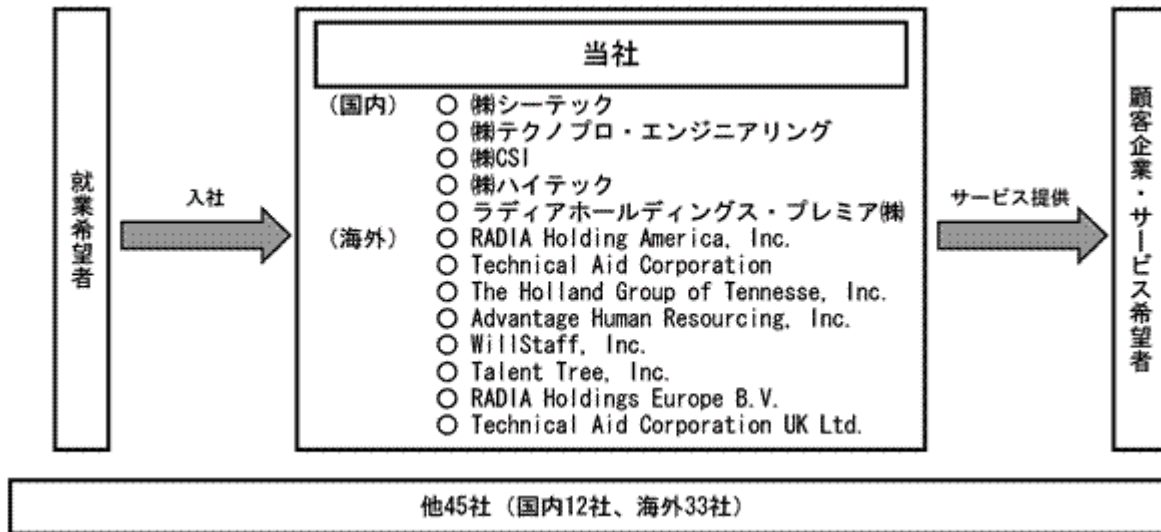 当社
就業希望者
入社
(国内) ○ ㈱シーテック
○ ㈱テクノプロ・エンジニアリング
○ ㈱CSI
○ ㈱ハイテック
○ ラディアホールディングス・プレミア㈱
(海外) ○ RADIA Holding America, Inc.
○ Technical Aid Corporation
○ The Holland Group of Tennesse, Inc.
○ Advantage Human Resourcing, Inc.
○ WillStaff, Inc.
○ Talent Tree, Inc.
○ RADIA Holdings Europe B.V.
○ Technical Aid Corporation UK Ltd.
サービス提供
顧客企業・サービス希望者
他45社(国内12社、海外33社)